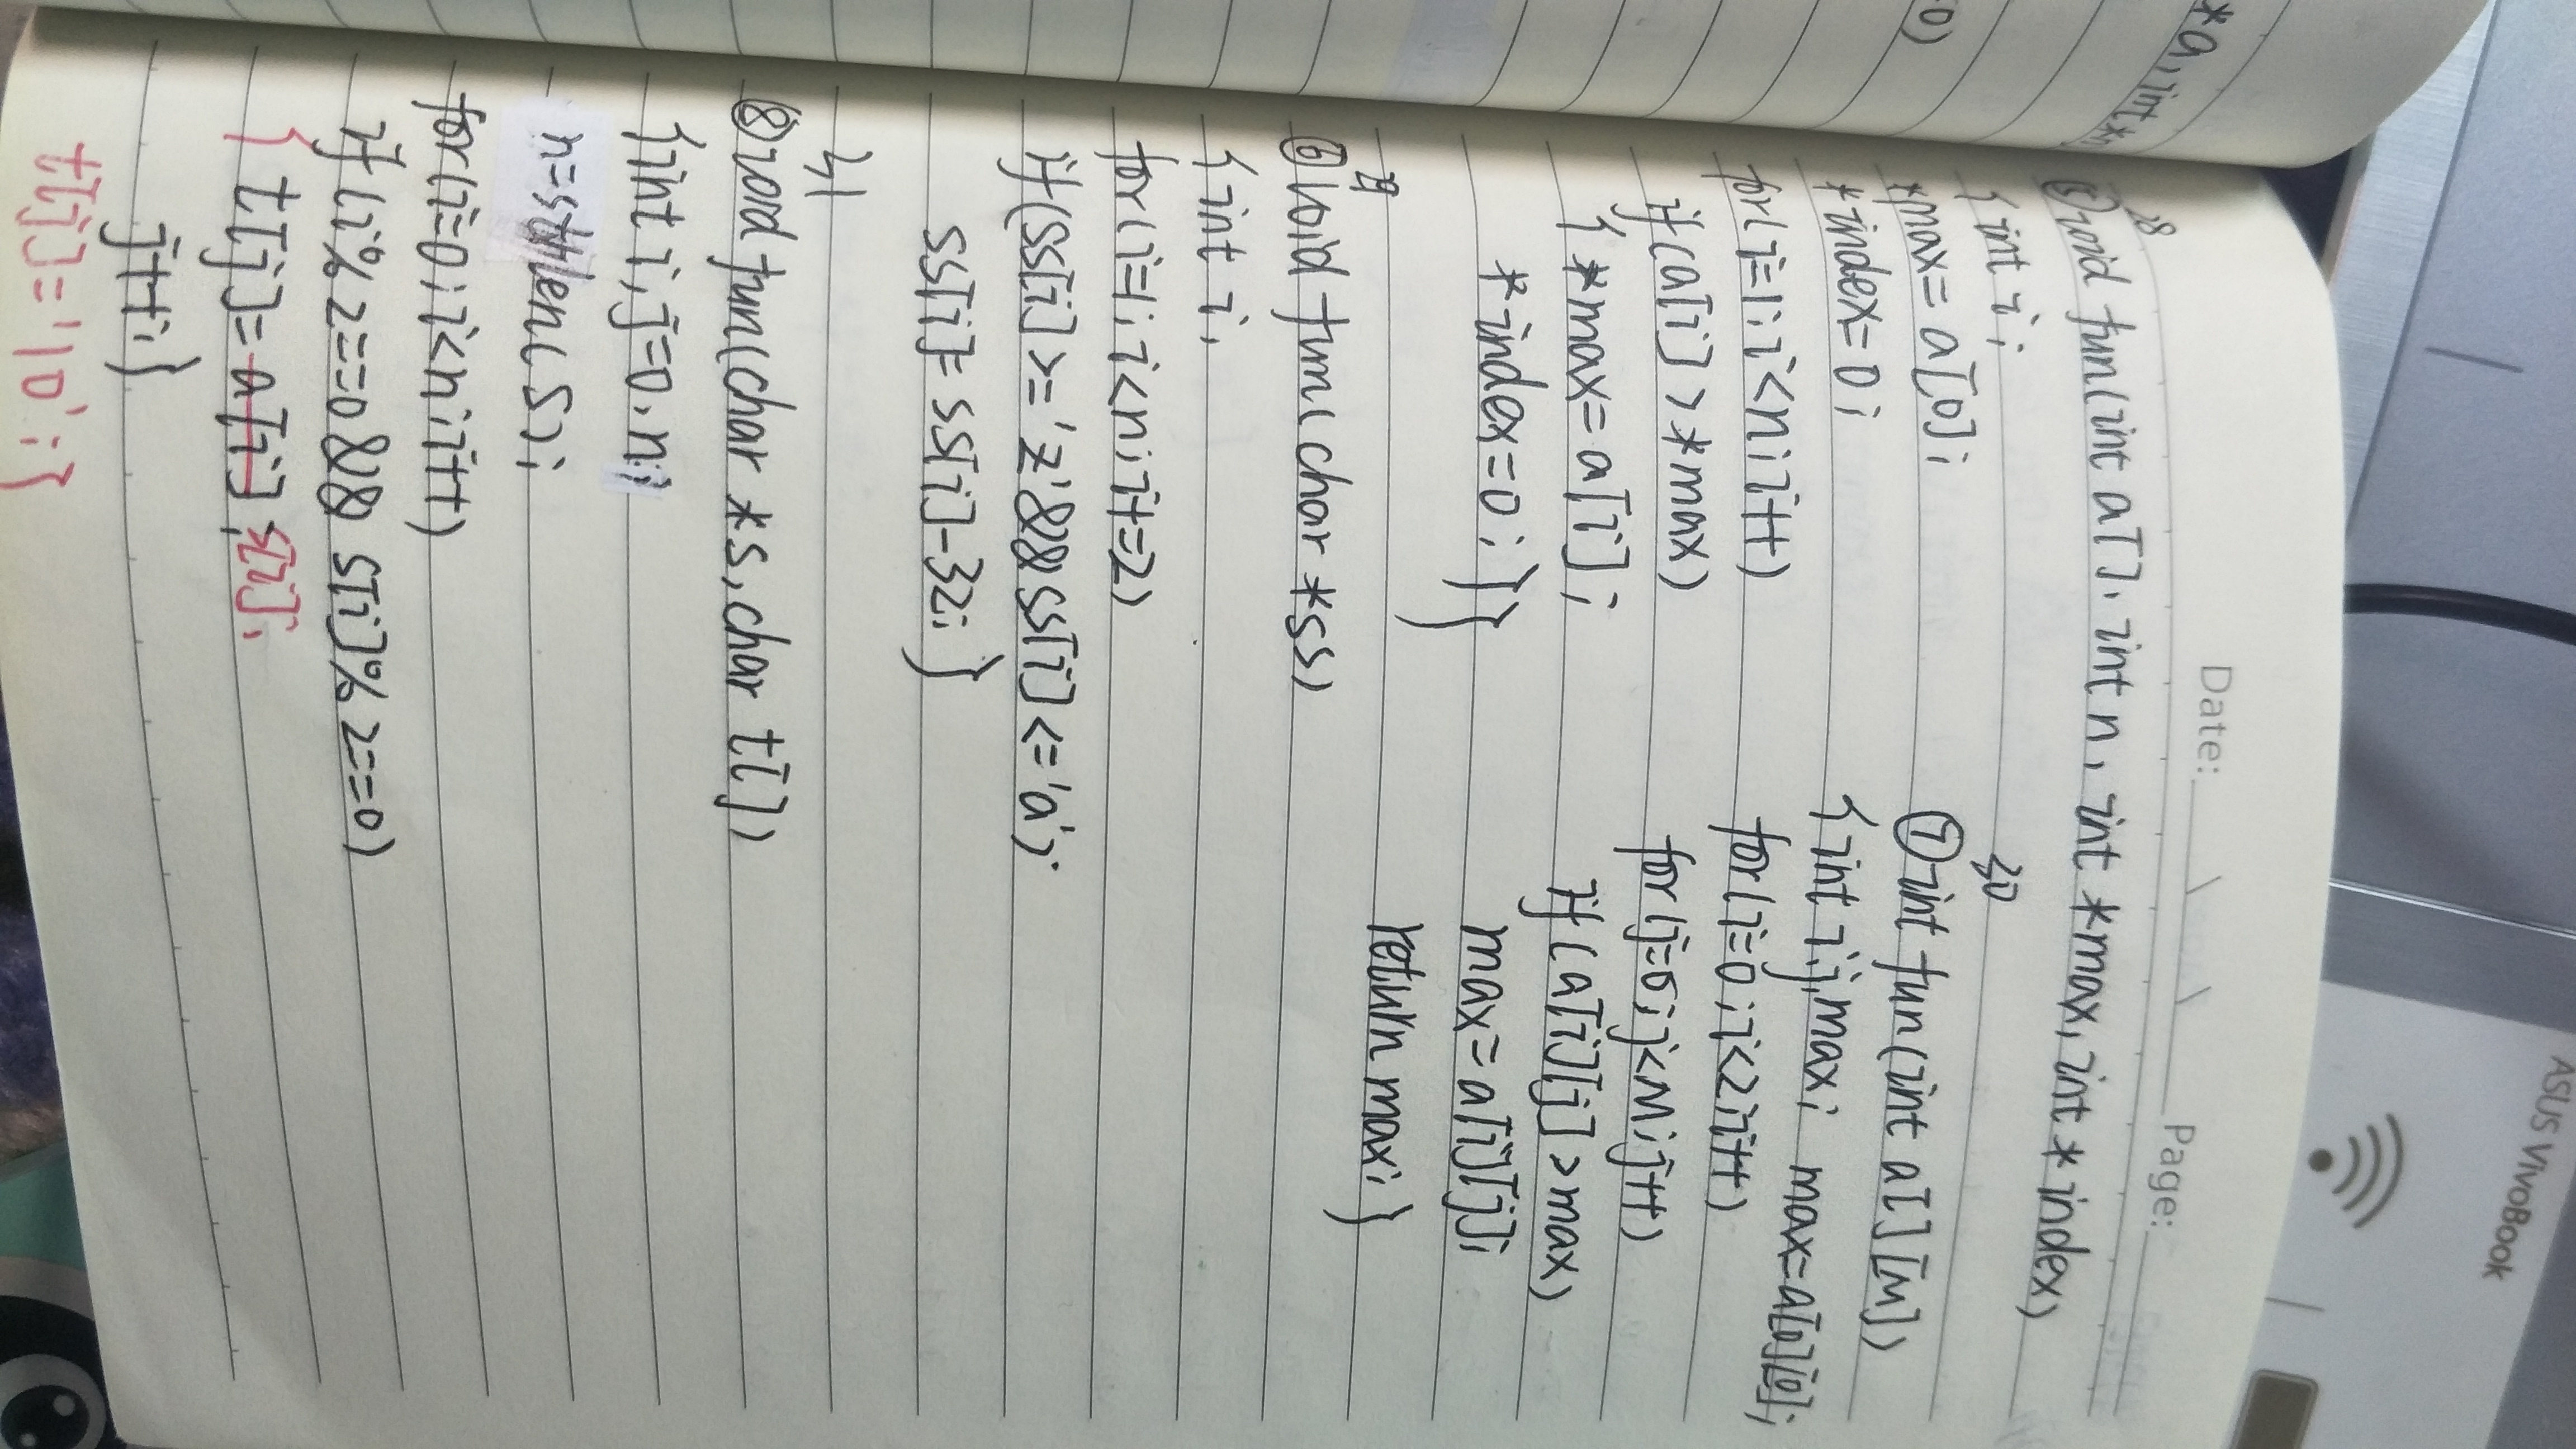 ASUS VivoBook
Date:
Page:
*a, int *n
0)
28
⑤void fun(int a[], int n, int *max, int * index)
{int i;
*max= a[0];
*index=0;
for(i=1;i<n;i++)
if(a[i]>*max)
{*max=a[i];
*index=0;}}
29
⑥void fun(char *ss)
{int i,
for(i=1;i<n;i+=2)
if(ss[i]>='z'&&ss[i]<='a')
ss[i]=ss[i]-32;}
30
⑦int fun(int a[][M])
{int i,j,max; max=a[0][0];
for(i=0;i<2;i++)
for(j=0;j<M;j++)
if(a[i][j]>max)
max=a[i][j];
return max;}
31
⑧void fun(char *s, char t[])
{int i, j=0, n;
n=strlen(s);
for(i=0;i<n;i++)
if(i%2==0&& s[i]%2==0)
{t[j]=a[i]; s[i];
j++;}
t[j]='10';}